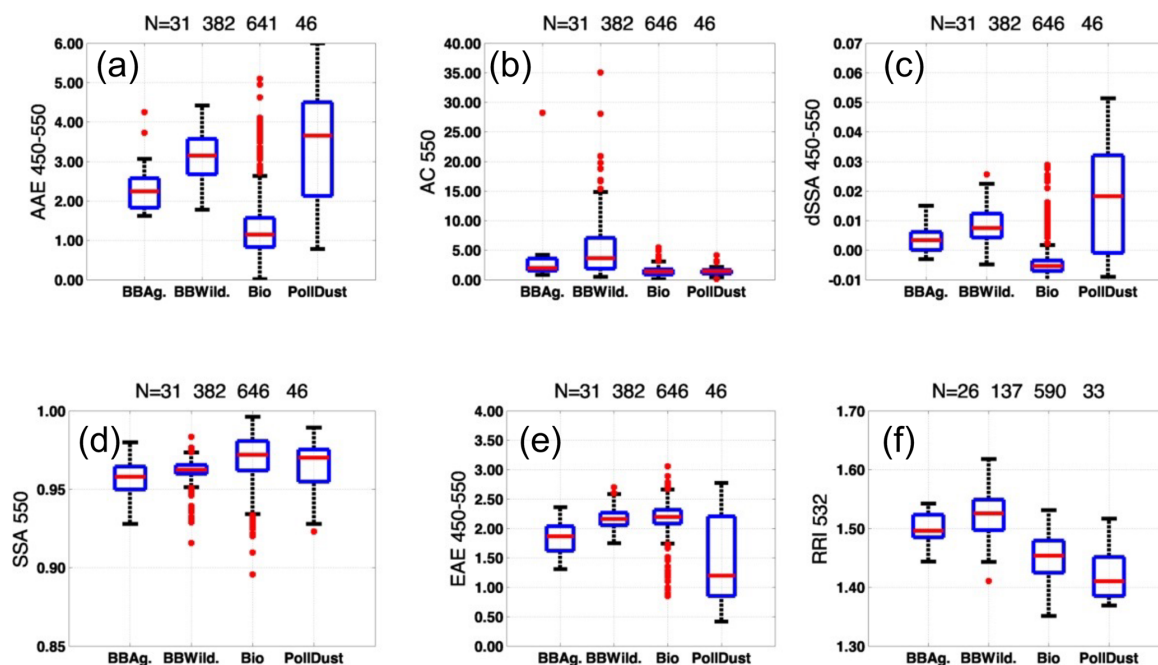 N=31 382 641 46
(a)
AAE 450-550
6.00
5.00
4.00
3.00
2.00
1.00
0.00
BBAg. BBWild. Bio PollDust
N=31 382 646 46
(b)
AC 550
40.00
35.00
30.00
25.00
20.00
15.00
10.00
5.00
0.00
BBAg. BBWild. Bio PollDust
N=31 382 646 46
(c)
dSSA 450-550
0.07
0.06
0.05
0.04
0.03
0.02
0.010
0.00
-0.01
BBAg. BBWild. Bio PollDust
N=31 382 646 46
(d)
SSA 550
1.00
0.95
0.90
0.85
BBAg. BBWild. Bio PollDust
N=31 382 646 46
(e)
EAE 450-550
4.00
3.50
3.00
2.50
2.00
1.50
1.00
0.50
0.00
BBAg. BBWild. Bio PollDust
N=26 137 590 33
(f)
RRI 532
1.70
1.60
1.50
1.40
1.30
BBAg. BBWild. Bio PollDust